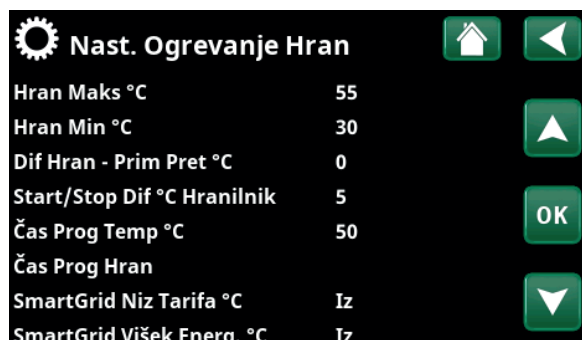 Nast. Ogrevanje Hran
Hran Maks °C 55
Hran Min °C 30
Dif Hran - Prim Pret °C 0
Start/Stop Dif °C Hranilnik 5
Čas Prog Temp °C 50
OK
Čas Prog Hran
SmartGrid Niz Tarifa °C Iz
SmartGrid Višek Energ. °C Iz